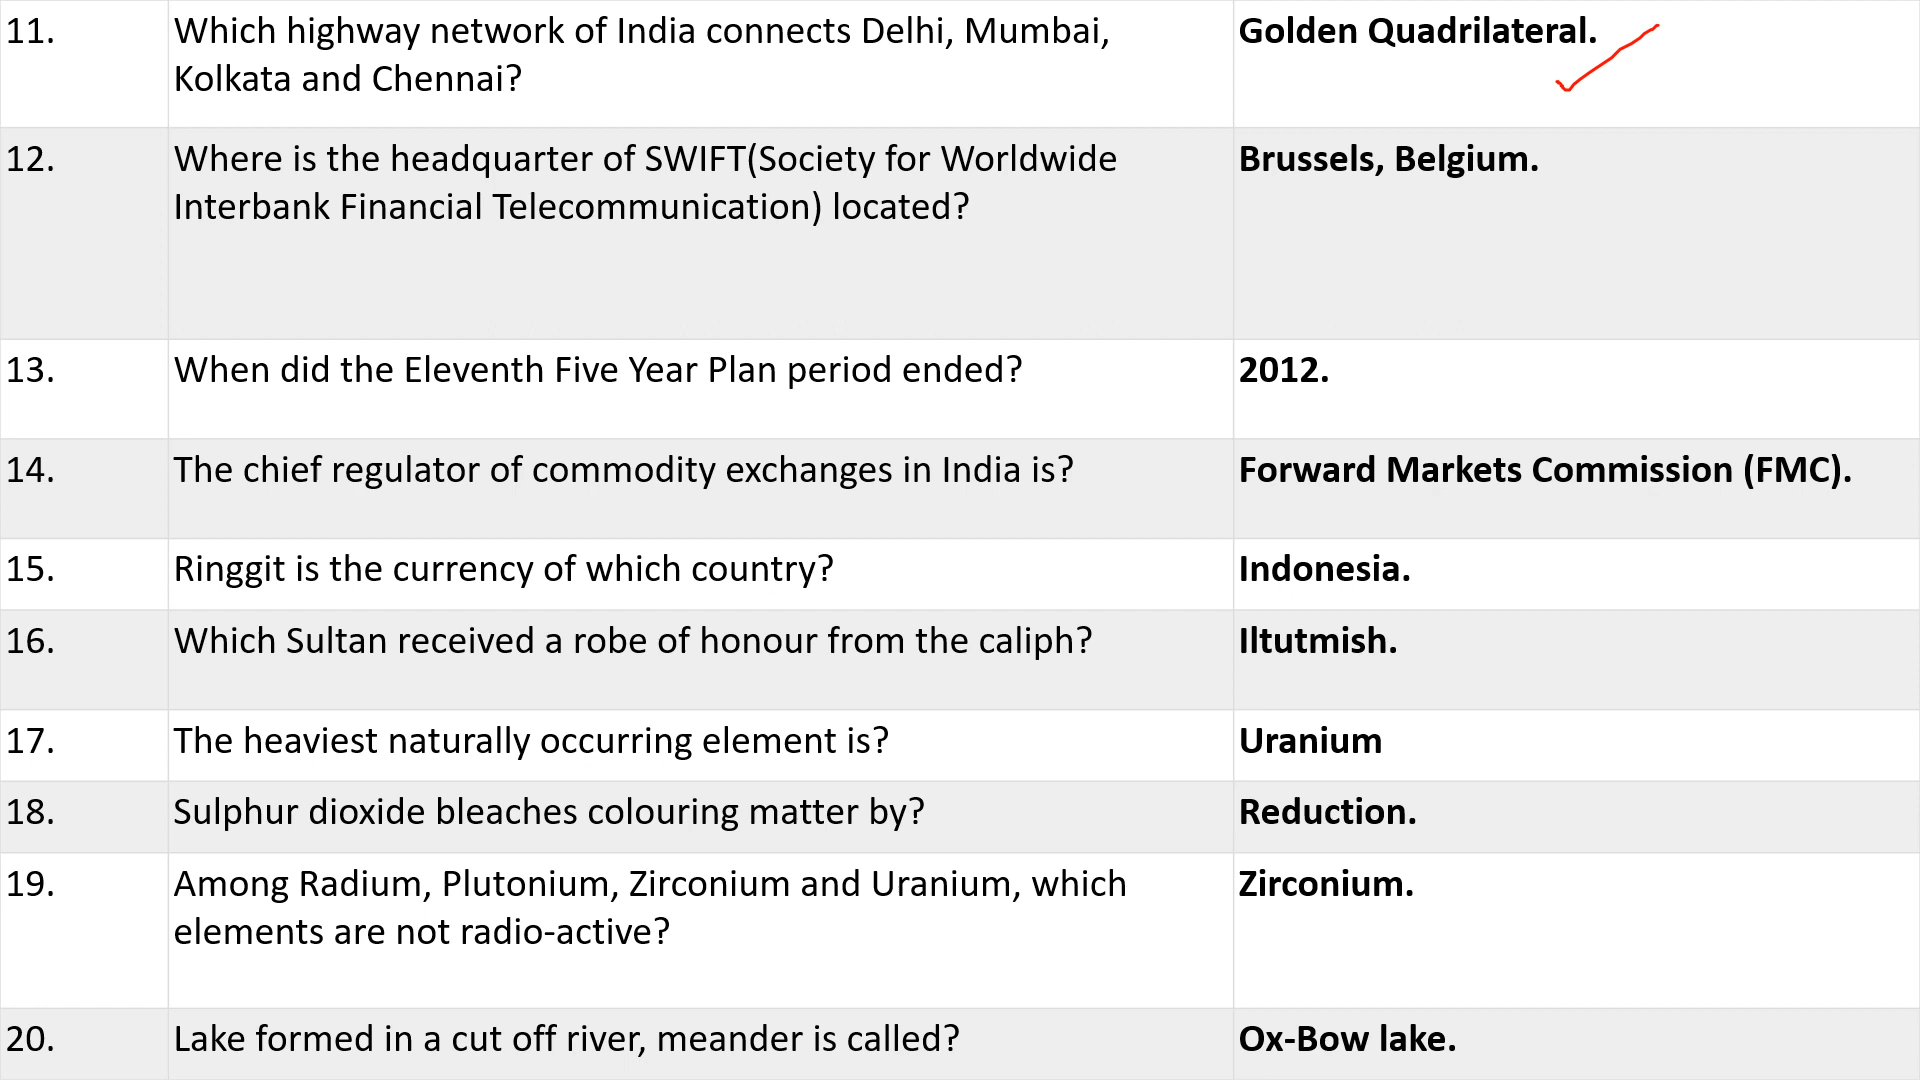 11. Which highway network of India connects Delhi, Mumbai, Golden Quadrilateral.
Kolkata and Chennai?
12. Where is the headquarter of SWIFT(Society for Worldwide Brussels, Belgium.
Interbank Financial Telecommunication) located?
13. When did the Eleventh Five Year Plan period ended? 2012.
14. The chief regulator of commodity exchanges in India is? Forward Markets Commission (FMC).
15. Ringgit is the currency of which country? Indonesia.
16. Which Sultan received a robe of honour from the caliph? Iltutmish.
17. The heaviest naturally occurring element is? Uranium
18. Sulphur dioxide bleaches colouring matter by? Reduction.
19. Among Radium, Plutonium, Zirconium and Uranium, which Zirconium.
elements are not radio-active?
20. Lake formed in a cut off river, meander is called? Ox-Bow lake.